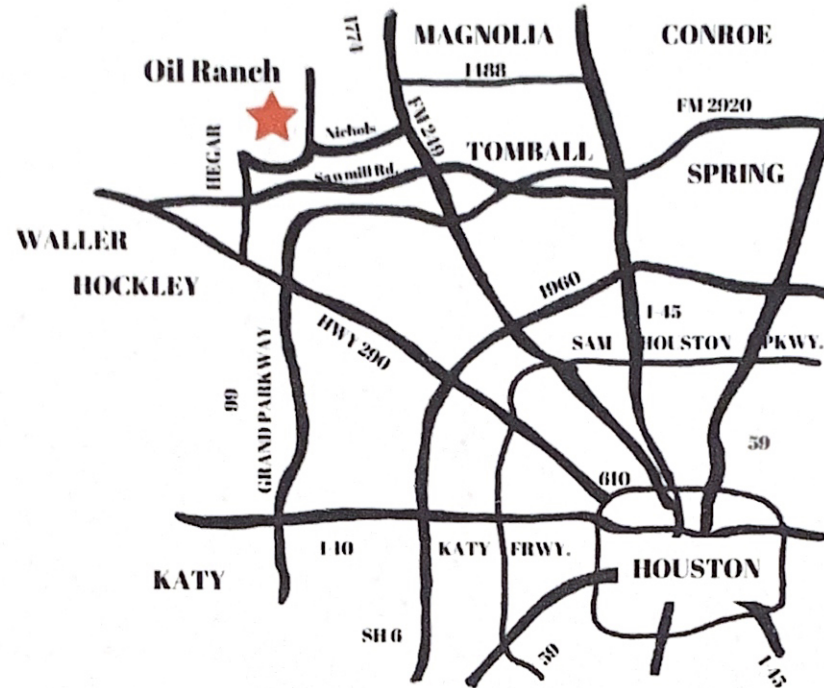 1774
MAGNOLIA
CONROE
Oil Ranch
1488
FM 2920
Nichols
FM 249
HEGAR
TOMBALL
Sawmill Rd.
SPRING
WALLER
HOCKLEY
1960
I-45
HWY 290
SAM HOUSTON PKWY.
99
GRAND PARKWAY
59
610
I-10
KATY FRWY.
HOUSTON
KATY
SH 6
59
I-45